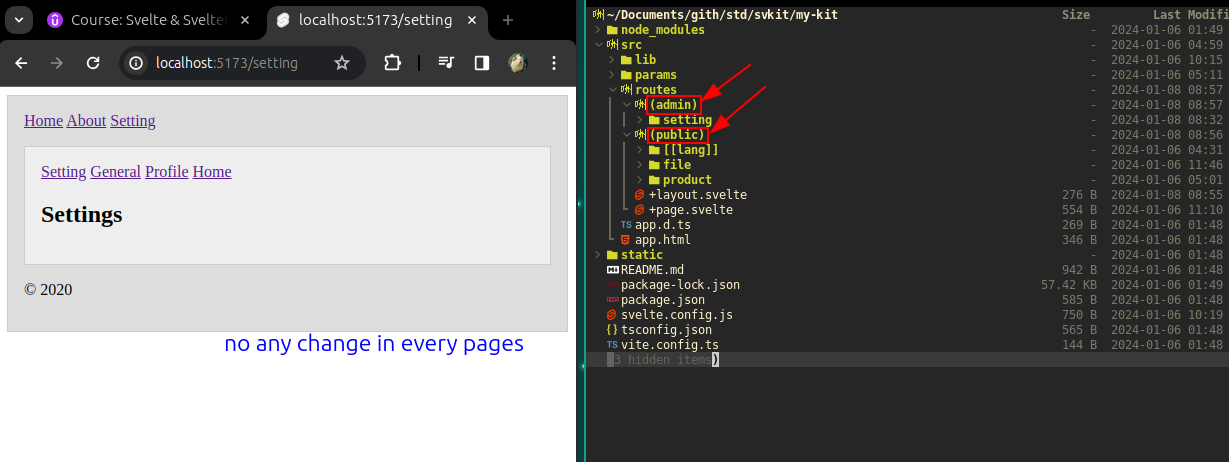 Course: Svelte & Svelte
localhost:5173/setting
localhost:5173/setting
Home About Setting
Setting General Profile Home
Settings
© 2020
no any change in every pages
~/Documents/gith/std/svkit/my-kit Size Last Modifi
node_modules - 2024-01-06 01:49
src - 2024-01-06 04:59
lib - 2024-01-06 10:15
params - 2024-01-06 05:11
routes - 2024-01-08 08:57
(admin) - 2024-01-08 08:57
setting - 2024-01-08 08:32
(public) - 2024-01-08 08:56
[[lang]] - 2024-01-06 04:31
file - 2024-01-06 11:46
product - 2024-01-06 05:01
+layout.svelte 276 B 2024-01-08 08:55
+page.svelte 554 B 2024-01-06 11:10
TS app.d.ts 269 B 2024-01-06 01:48
app.html 346 B 2024-01-06 01:48
static - 2024-01-06 01:48
README.md 942 B 2024-01-06 01:48
package-lock.json 57.42 KB 2024-01-06 01:49
package.json 585 B 2024-01-06 01:48
svelte.config.js 750 B 2024-01-06 10:19
{} tsconfig.json 565 B 2024-01-06 01:48
TS vite.config.ts 144 B 2024-01-06 01:48
3 hidden items)